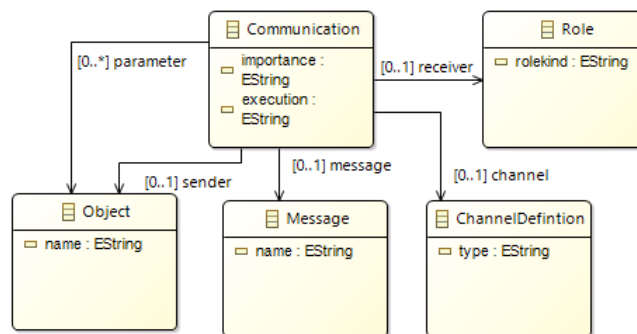 Communication
importance :
EString
execution :
EString
Role
rolekind : EString
[0..*] parameter
[0..1] receiver
[0..1] sender
[0..1] message
[0..1] channel
Object
name : EString
Message
name : EString
ChannelDefintion
type : EString